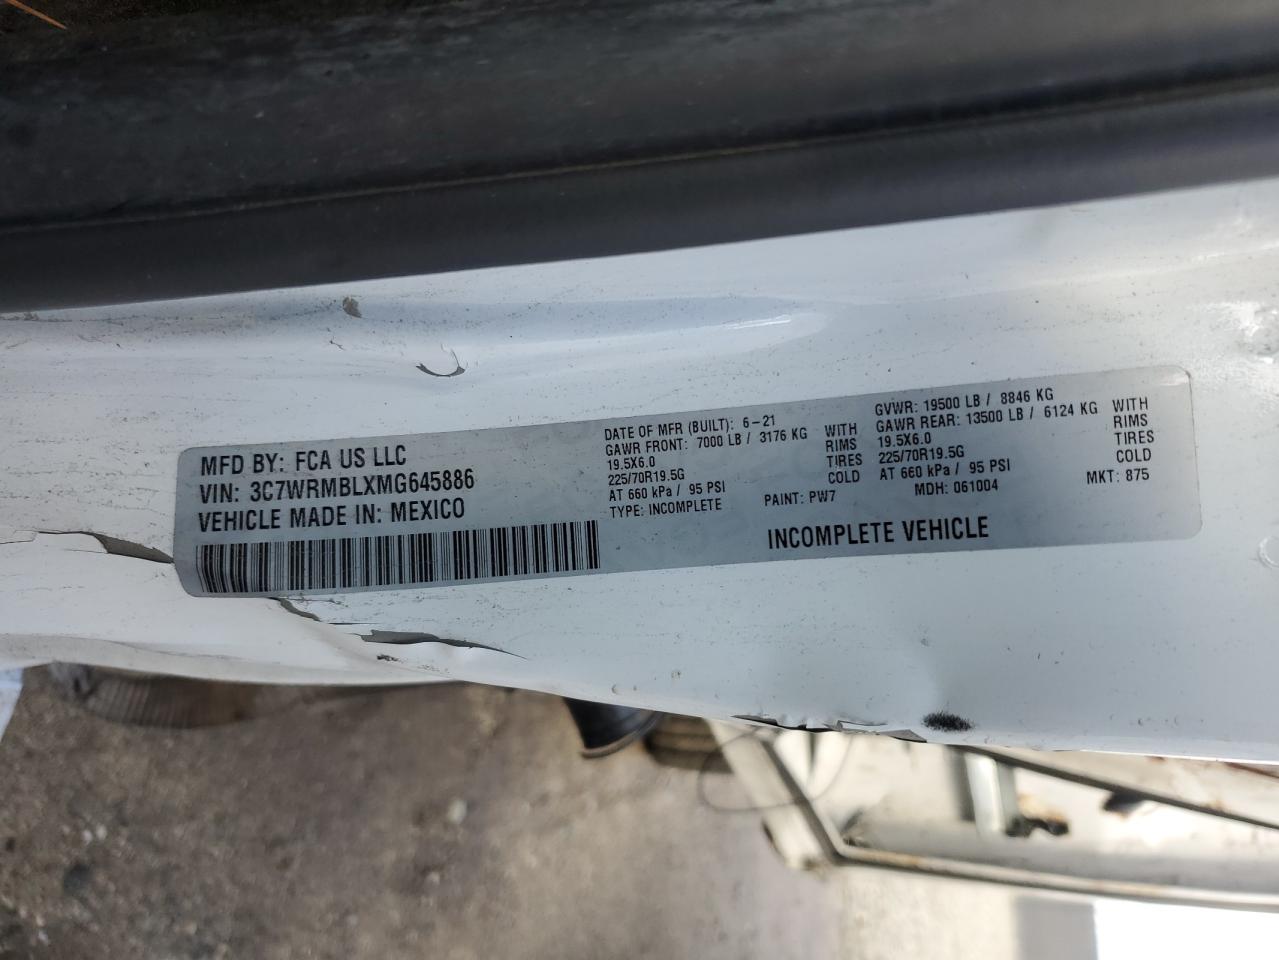 MFD BY: FCA US LLC
VIN: 3C7WRMBLXMG645886
VEHICLE MADE IN: MEXICO
DATE OF MFR (BUILT): 6-21
GAWR FRONT: 7000 LB / 3176 KG WITH
19.5X6.0 RIMS
225/70R19.5G TIRES
AT 660 kPa / 95 PSI COLD
TYPE: INCOMPLETE PAINT: PW7
GVWR: 19500 LB / 8846 KG
GAWR REAR: 13500 LB / 6124 KG WITH
19.5X6.0 RIMS
225/70R19.5G TIRES
AT 660 kPa / 95 PSI COLD
MDH: 061004 MKT: 875
INCOMPLETE VEHICLE